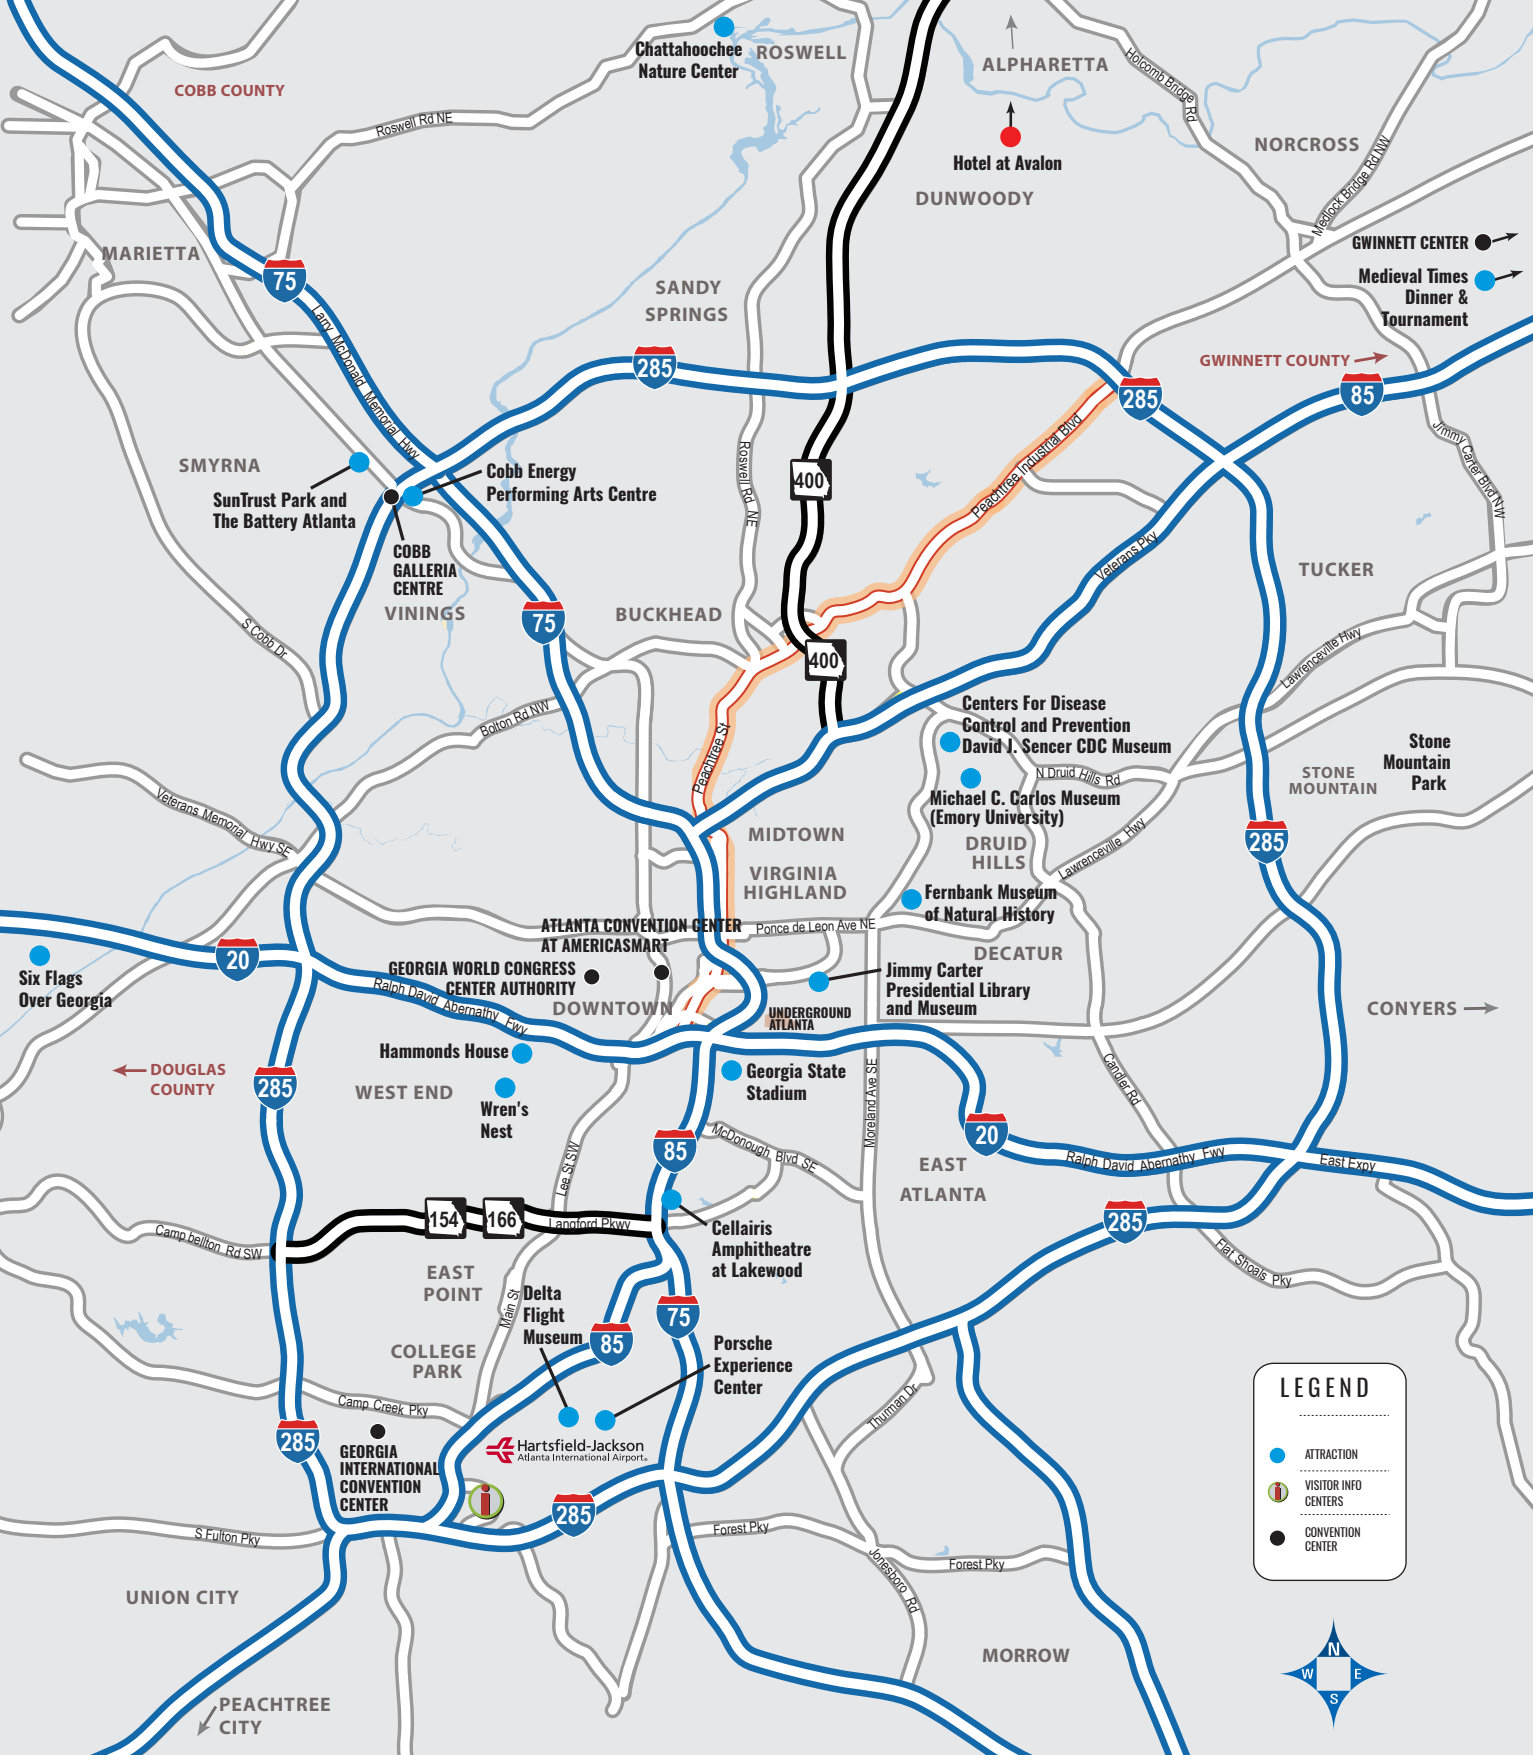 Chattahoochee
Nature Center
ROSWELL
ALPHARETTA
Holcomb Bridge Rd
COBB COUNTY
Roswell Rd NE
Hotel at Avalon
NORCROSS
Medlock Bridge Rd NW
DUNWOODY
GWINNETT CENTER
MARIETTA
75
Medieval Times
Dinner &
Tournament
SANDY
SPRINGS
Larry McDonald Memorial Hwy
GWINNETT COUNTY
285
285
85
Peachtree Industrial Blvd
Jimmy Carter Blvd NW
SMYRNA
SunTrust Park and
The Battery Atlanta
Cobb Energy
Performing Arts Centre
Roswell Rd NE
400
COBB
GALLERIA
CENTRE
VININGS
Veterans Pky
TUCKER
75
BUCKHEAD
S Cobb Dr
400
Lawrenceville Hwy
Bolton Rd NW
Peachtree St
Centers For Disease
Control and Prevention
David J. Sencer CDC Museum
N Druid Hills Rd
Stone
Mountain
Park
STONE
MOUNTAIN
Michael C. Carlos Museum
(Emory University)
Veterans Memorial Hwy SE
MIDTOWN
DRUID
HILLS
Lawrenceville Hwy
285
VIRGINIA
HIGHLAND
Fernbank Museum
of Natural History
ATLANTA CONVENTION CENTER
AT AMERICASMART
Ponce de Leon Ave NE
DECATUR
20
Six Flags
Over Georgia
GEORGIA WORLD CONGRESS
CENTER AUTHORITY
Jimmy Carter
Presidential Library
and Museum
Ralph David Abernathy Fwy
DOWNTOWN
UNDERGROUND
ATLANTA
CONYERS
Hammonds House
DOUGLAS
COUNTY
285
WEST END
Wren's
Nest
Georgia State
Stadium
Moreland Ave SE
Candler Rd
85
McDonough Blvd SE
20
Ralph David Abernathy Fwy
East Expy
EAST
ATLANTA
Lee St SW
154
166
Langford Pkwy
Campbellton Rd SW
Cellairis
Amphitheatre
at Lakewood
285
Flat Shoals Pky
EAST
POINT
Delta
Flight
Museum
Main St
85
75
Porsche
Experience
Center
COLLEGE
PARK
Camp Creek Pky
Thurman Dr
LEGEND
ATTRACTION
VISITOR INFO
CENTERS
CONVENTION
CENTER
285
GEORGIA
INTERNATIONAL
CONVENTION
CENTER
Hartsfield-Jackson
Atlanta International Airport®
i
285
S Fulton Pky
Forest Pky
Forest Pky
Jonesboro Rd
UNION CITY
MORROW
PEACHTREE
CITY
N
W E
S